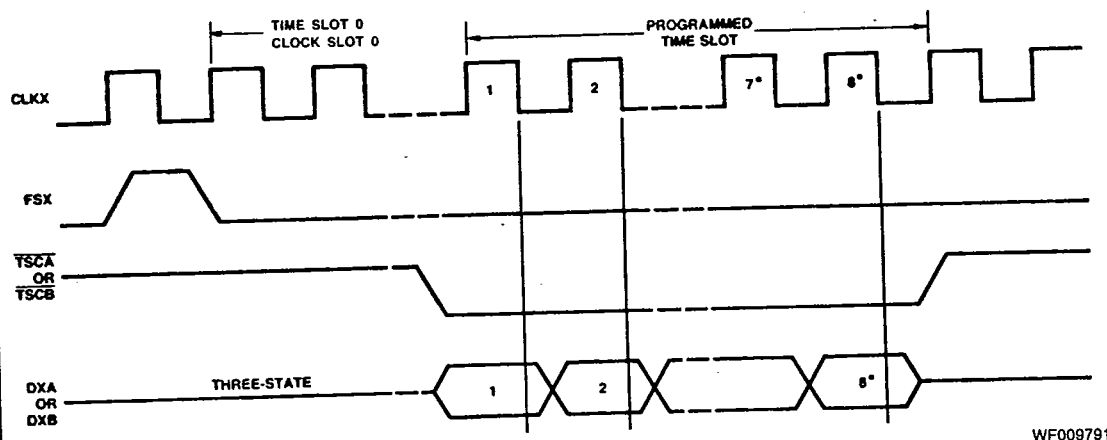 TIME SLOT 0
CLOCK SLOT 0
PROGRAMMED
TIME SLOT
CLKX
1
2
7*
8*
FSX
TSCA
OR
TSCB
DXA
OR
DXB
THREE-STATE
1
2
8*
WF009791